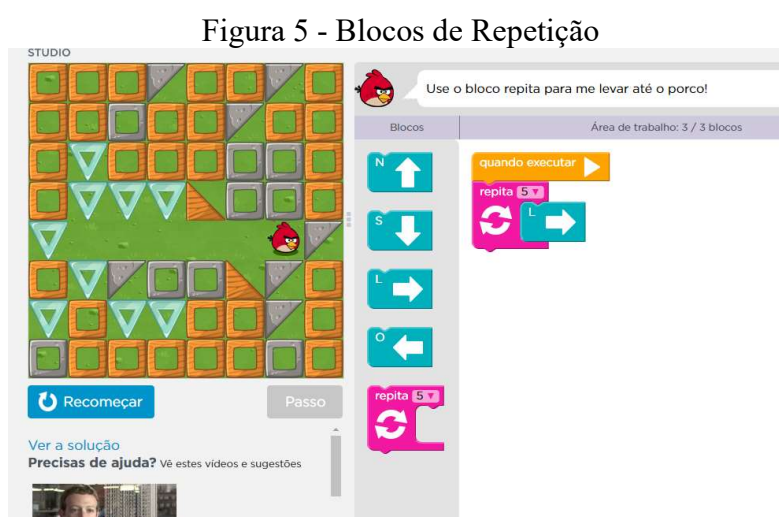 Figura 5 - Blocos de Repetição
STUDIO
Use o bloco repita para me levar até o porco!
Blocos
Área de trabalho: 3 / 3 blocos
N
S
L
O
repita 5
quando executar
repita 5
L
Recomeçar
Passo
Ver a solução
Precisas de ajuda? Vê estes vídeos e sugestões